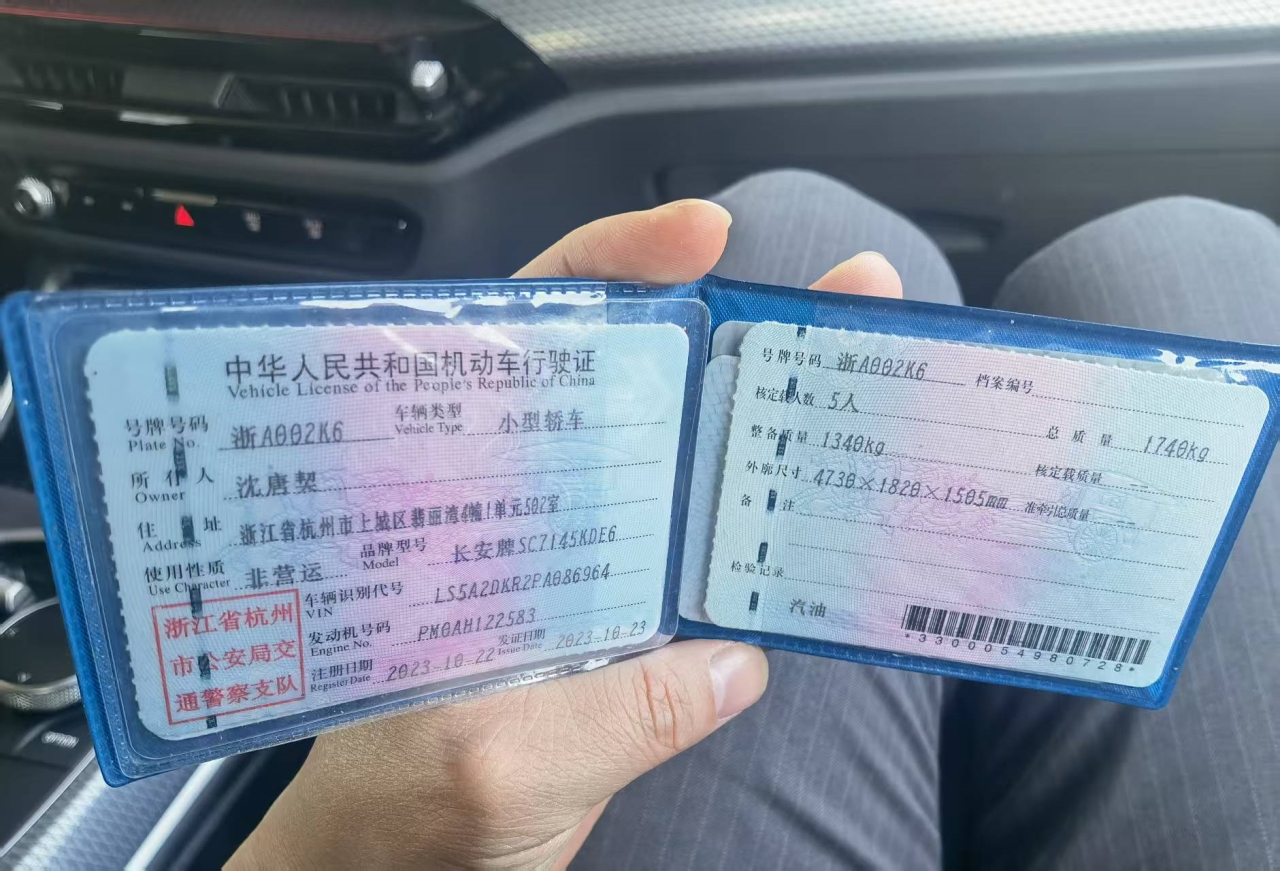 中华人民共和国机动车行驶证
Vehicle License of the People's Republic of China
号牌号码 浙A002K6 车辆类型 小型轿车
Plate No. Vehicle Type
所有人 沈唐契
Owner
住址 浙江省杭州市上城区翡丽湾4幢1单元502室
Address
使用性质 非营运 品牌型号 长安牌SC7145KDE6
Use Character Model
车辆识别代号 LS5A2DKR2PA086964
VIN
发动机号码 PM0AH122583
Engine No.
注册日期 2023-10-22 发证日期 2023-10-23
Register Date Issue Date
浙江省杭州
市公安局交
通警察支队
号牌号码 浙A002K6 档案编号
核定载人数 5人 总质量 1740kg
整备质量 1340kg 核定载质量
外廓尺寸 4730×1820×1505mm 准牵引总质量
备注
检验记录
汽油
*3300054980728*
OPTION